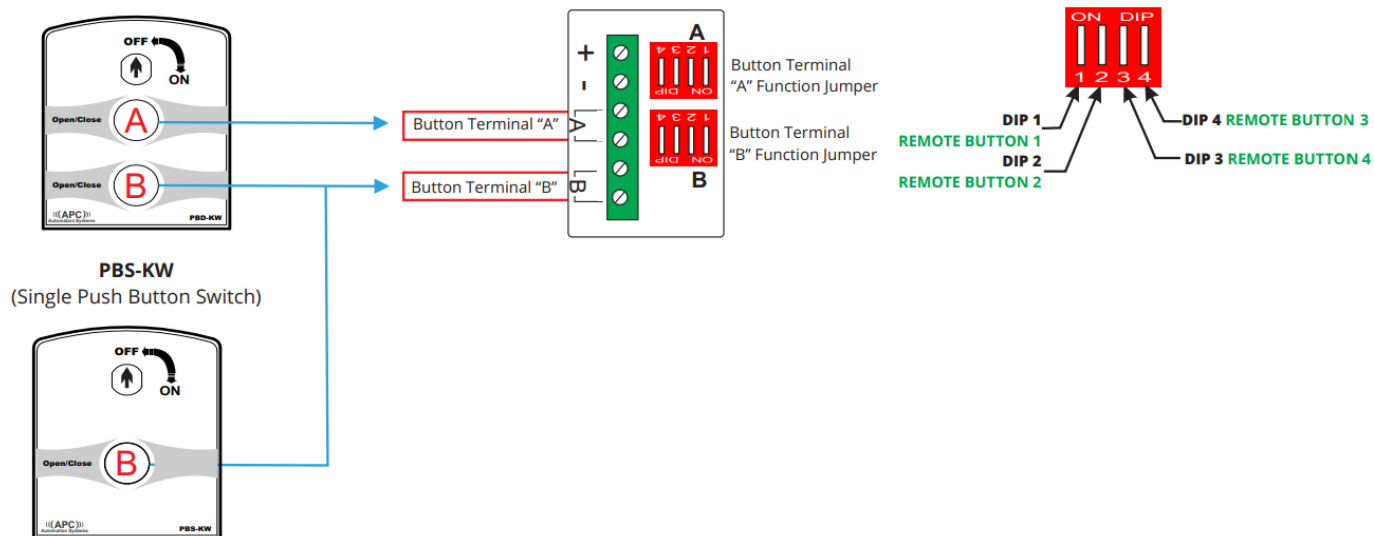 OFF
ON
Open/Close
A
Open/Close
B
((((APC))))
Automation Systems
PBD-KW
PBS-KW
(Single Push Button Switch)
OFF
ON
Open/Close
B
((((APC))))
Automation Systems
PBS-KW
Button Terminal “A”
Button Terminal “B”
+
-
A
B
A
1 2 3 4
ON DIP
1 2 3 4
ON DIP
B
Button Terminal
“A” Function Jumper
Button Terminal
“B” Function Jumper
ON DIP
1 2 3 4
DIP 1
REMOTE BUTTON 1
DIP 2
REMOTE BUTTON 2
DIP 4 REMOTE BUTTON 3
DIP 3 REMOTE BUTTON 4